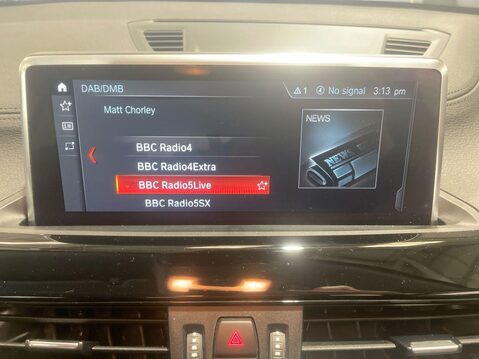 DAB/DMB
1 No signal 3:13 pm
Matt Chorley
NEWS
BBC Radio4
BBC Radio4Extra
BBC Radio5Live
BBC Radio5SX
NEWS